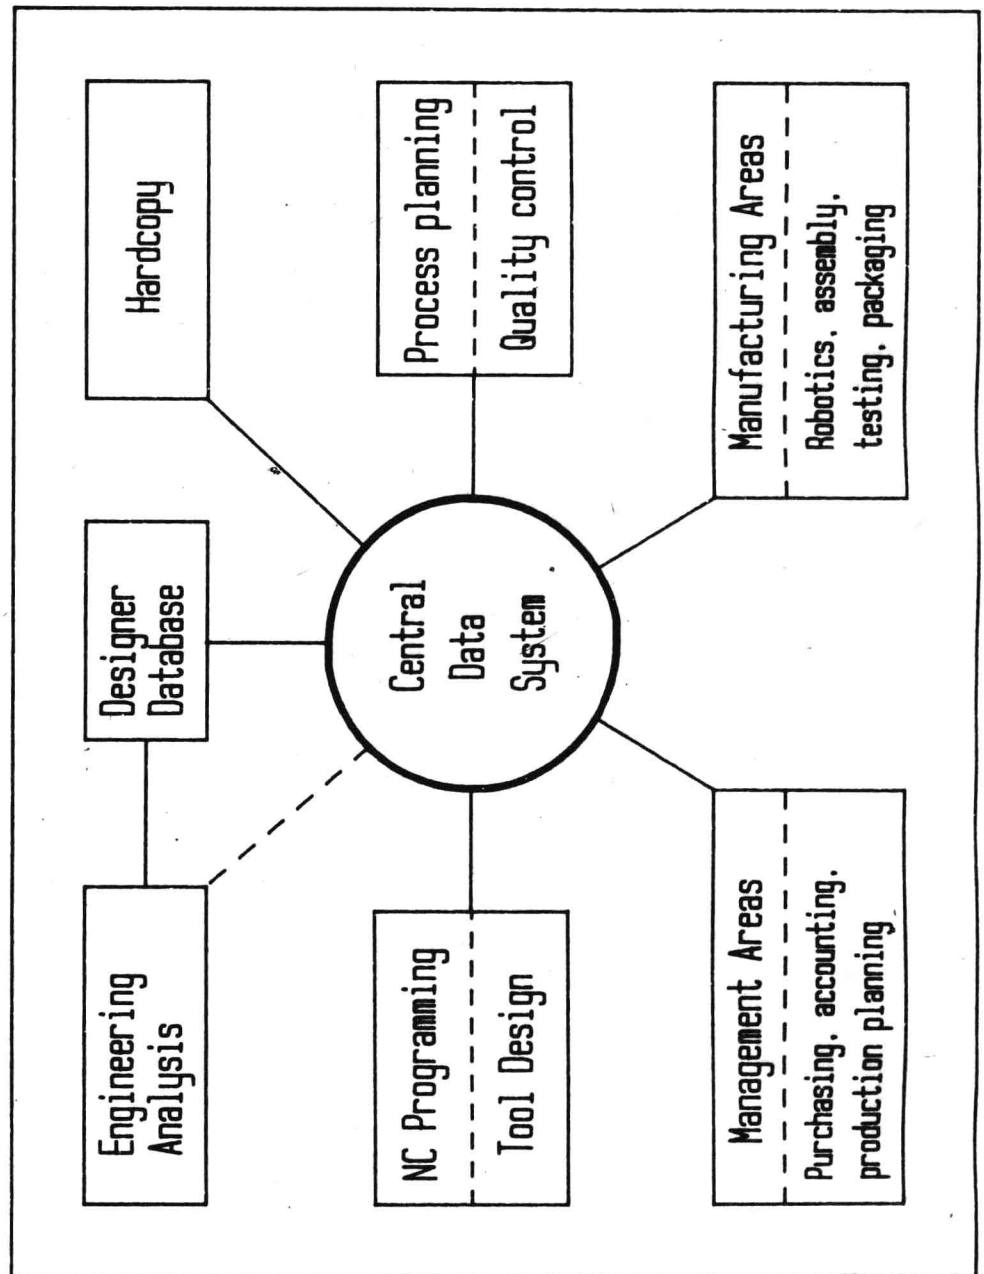 Engineering
Analysis
Designer
Database
Hardcopy
NC Programming
Tool Design
Central
Data
System
Process planning
Quality control
Management Areas
Purchasing, accounting,
production planning
Manufacturing Areas
Robotics, assembly,
testing, packaging